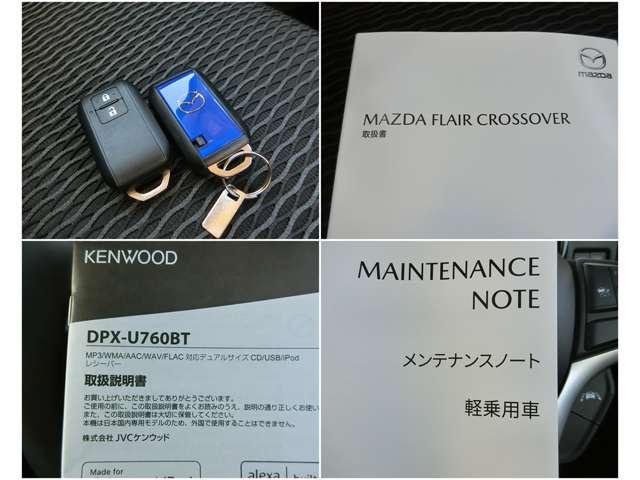 mazda
MAZDA FLAIR CROSSOVER
取扱書
KENWOOD
DPX-U760BT
MP3/WMA/AAC/WAV/FLAC 対応デュアルサイズ CD/USB/iPod
レシーバー
取扱説明書
お買い上げいただきましてありがとうございます。
ご使用の前に、この取扱説明書をよくお読みのうえ、説明の通り正しくお使い
また、この取扱説明書は大切に保管してください。
本機は日本国内専用モデルのため、外国で使用することはできません。
株式会社 JVCケンウッド
Made for
alexa built
MAINTENANCE
NOTE
メンテナンスノート
軽乗用車